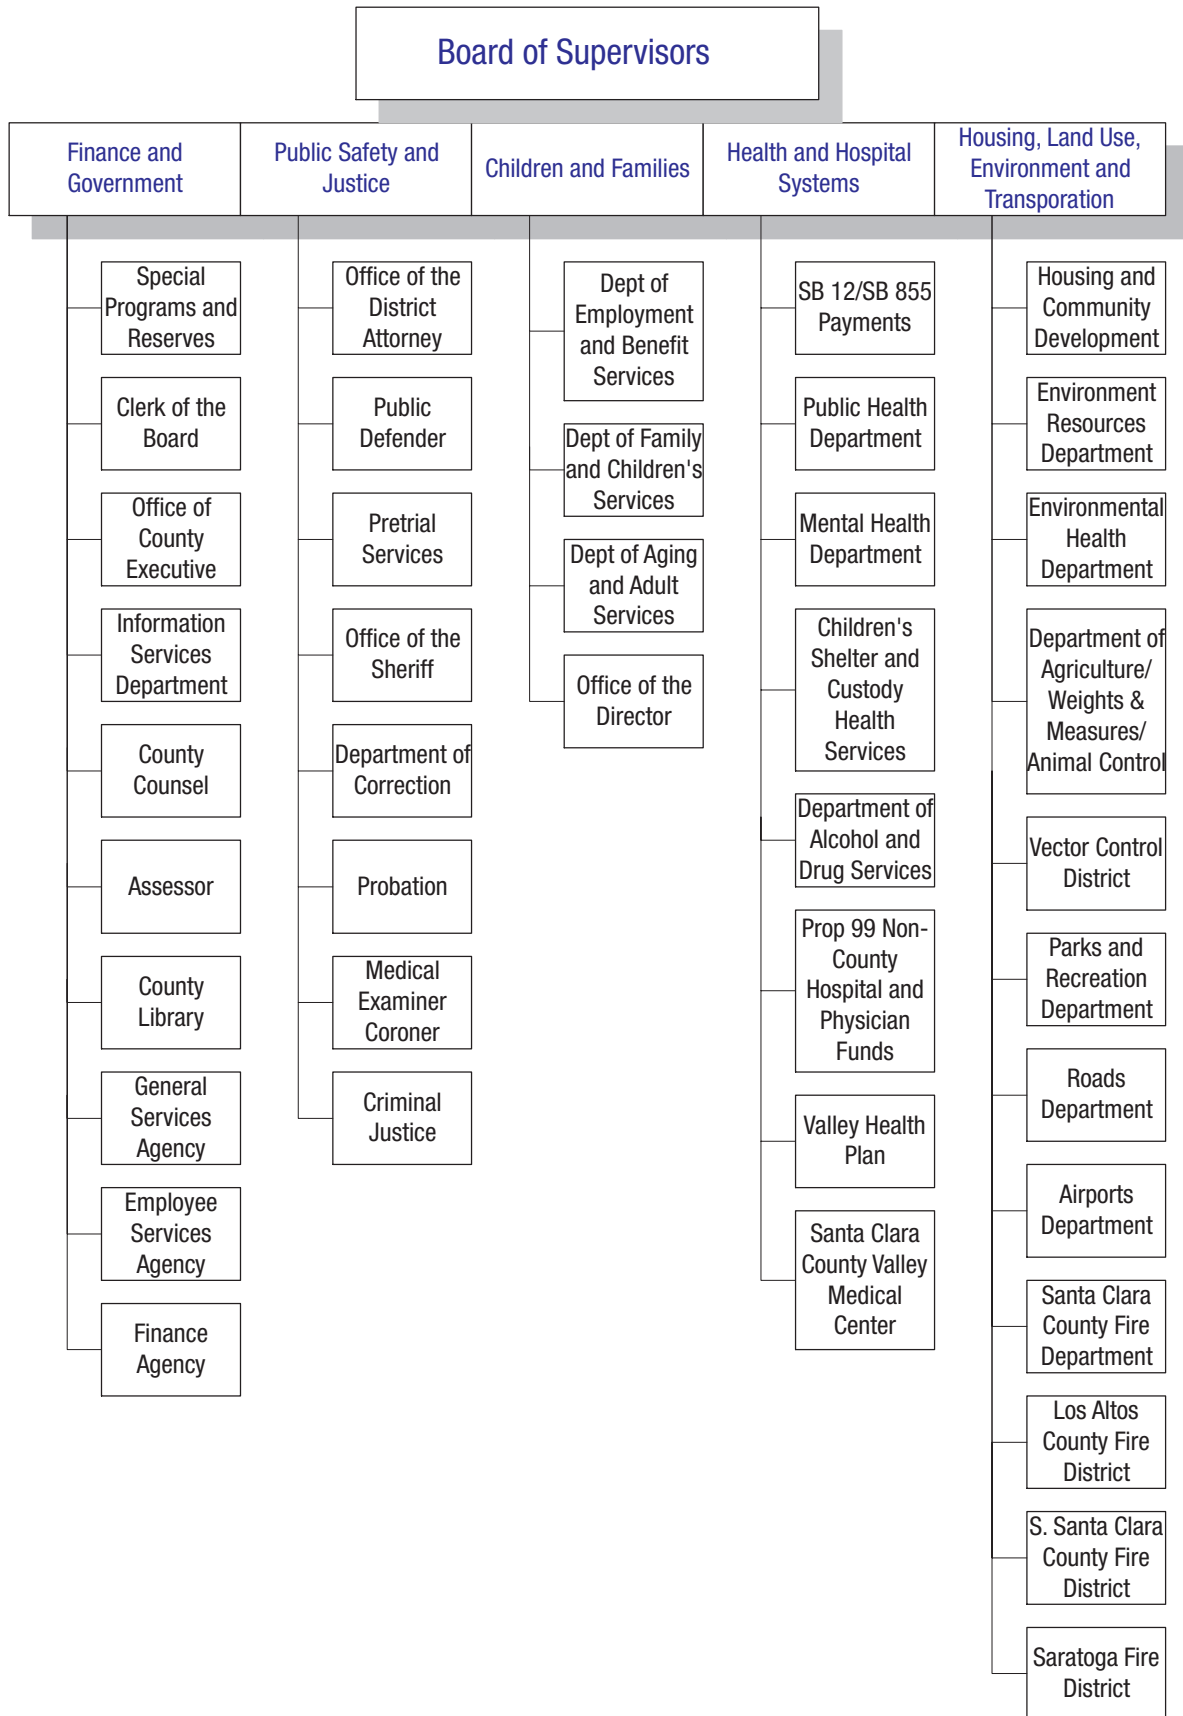 Board of Supervisors
Finance and
Government
Public Safety and
Justice
Children and Families
Health and Hospital
Systems
Housing, Land Use,
Environment and
Transporation
Special
Programs and
Reserves
Clerk of the
Board
Office of
County
Executive
Information
Services
Department
County
Counsel
Assessor
County
Library
General
Services
Agency
Employee
Services
Agency
Finance
Agency
Office of the
District
Attorney
Public
Defender
Pretrial
Services
Office of the
Sheriff
Department of
Correction
Probation
Medical
Examiner
Coroner
Criminal
Justice
Dept of
Employment
and Benefit
Services
Dept of Family
and Children's
Services
Dept of Aging
and Adult
Services
Office of the
Director
SB 12/SB 855
Payments
Public Health
Department
Mental Health
Department
Children's
Shelter and
Custody
Health
Services
Department of
Alcohol and
Drug Services
Prop 99 Non-
County
Hospital and
Physician
Funds
Valley Health
Plan
Santa Clara
County Valley
Medical
Center
Housing and
Community
Development
Environment
Resources
Department
Environmental
Health
Department
Department of
Agriculture/
Weights &
Measures/
Animal Control
Vector Control
District
Parks and
Recreation
Department
Roads
Department
Airports
Department
Santa Clara
County Fire
Department
Los Altos
County Fire
District
S. Santa Clara
County Fire
District
Saratoga Fire
District